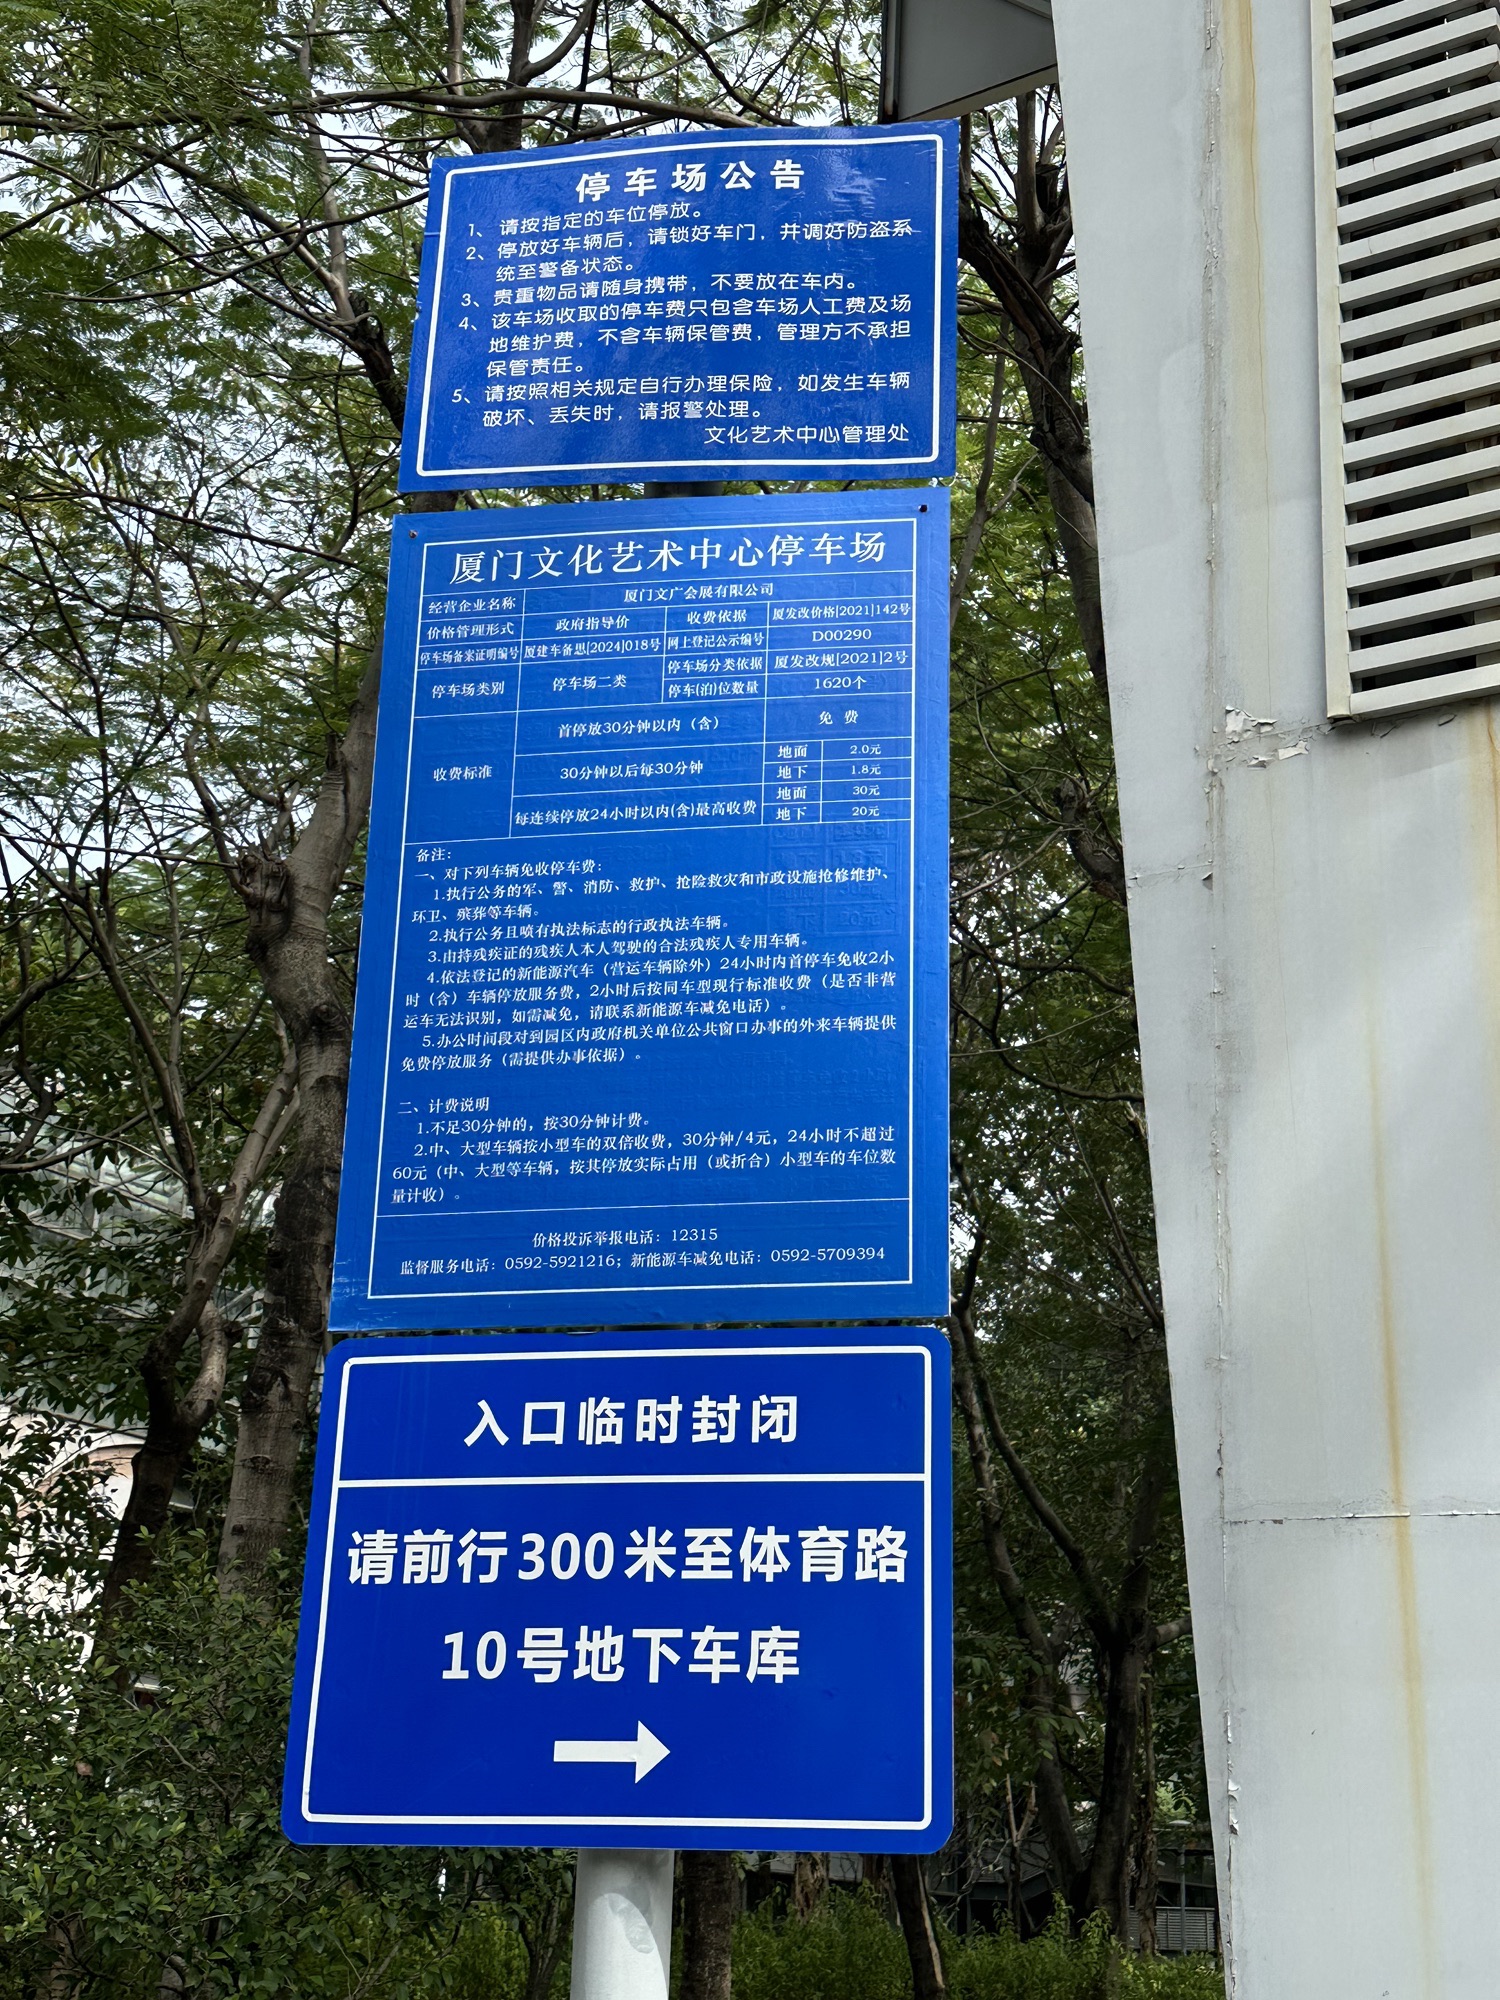 停车场公告
1、请按指定的车位停放。
2、停放好车辆后，请锁好车门，并调好防盗系
统至警备状态。
3、贵重物品请随身携带，不要放在车内。
4、该车场收取的停车费只包含车场人工费及场
地维护费，不含车辆保管费，管理方不承担
保管责任。
5、请按照相关规定自行办理保险，如发生车辆
破坏、丢失时，请报警处理。
文化艺术中心管理处
厦门文化艺术中心停车场
经营企业名称 厦门文广会展有限公司
价格管理形式 政府指导价 收费依据 厦发改价格[2021]142号
停车场备案证明编号 厦建车备思[2024]018号 网上登记公示编号 D00290
停车场类别 停车场二类 停车场分类依据 厦发改规[2021]2号
停车(泊)位数量 1620个
收费标准 首停放30分钟以内（含） 免 费
30分钟以后每30分钟 地面 2.0元
地下 1.8元
每连续停放24小时以内(含)最高收费 地面 30元
地下 20元
备注：
一、对下列车辆免收停车费：
1.执行公务的军、警、消防、救护、抢险救灾和市政设施抢修维护、
环卫、殡葬等车辆。
2.执行公务且喷有执法标志的行政执法车辆。
3.由持残疾证的残疾人本人驾驶的合法残疾人专用车辆。
4.依法登记的新能源汽车（营运车辆除外）24小时内首停车免收2小
时（含）车辆停放服务费，2小时后按同车型现行标准收费（是否非营
运车无法识别，如需减免，请联系新能源车减免电话）。
5.办公时间段对到园区内政府机关单位公共窗口办事的外来车辆提供
免费停放服务（需提供办事依据）。
二、计费说明
1.不足30分钟的，按30分钟计费。
2.中、大型车辆按小型车的双倍收费，30分钟/4元，24小时不超过
60元（中、大型等车辆，按其停放实际占用（或折合）小型车的车位数
量计收）。
价格投诉举报电话：12315
监督服务电话：0592-5921216；新能源车减免电话：0592-5709394
入口临时封闭
请前行300米至体育路
10号地下车库